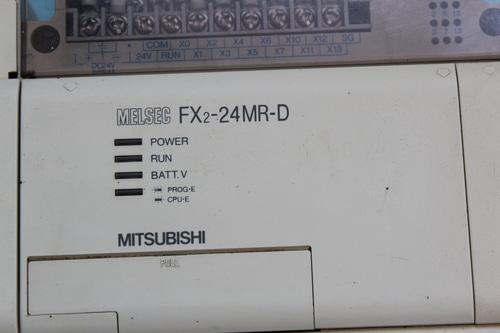 COM X0 X2 X4 X6 X10 X12 SG
24V RUN X1 X3 X5 X7 X11 X13
DC24V
MELSEC FX2-24MR-D
POWER
RUN
BATT.V
PROG-E
CPU-E
MITSUBISHI
PULL